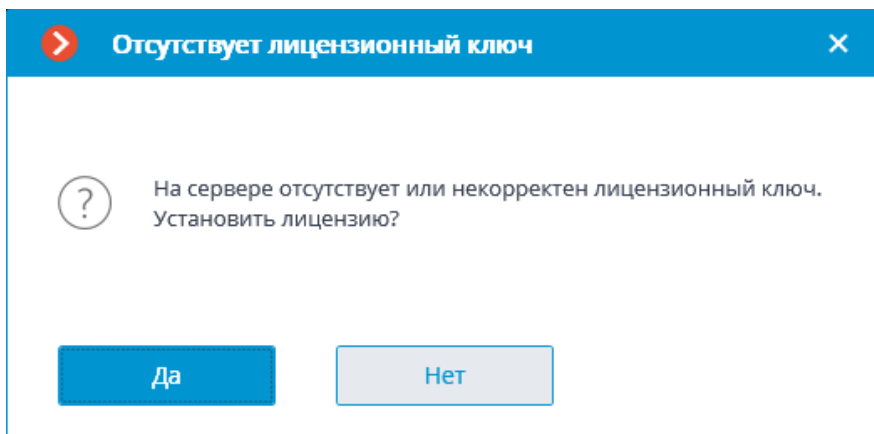 Отсутствует лицензионный ключ
На сервере отсутствует или некорректен лицензионный ключ.
Установить лицензию?
Да
Нет